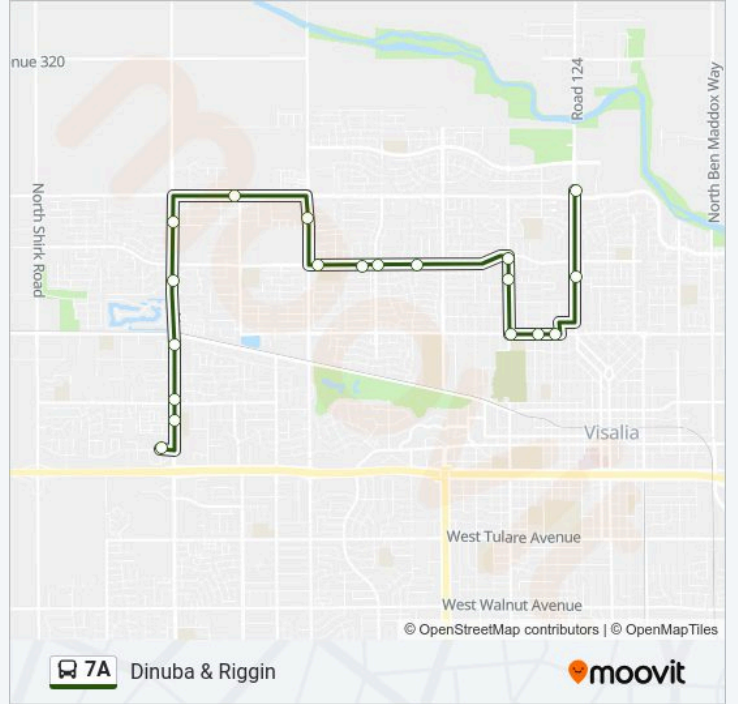 nue 320
Road 124
North Ben Maddox Way
North Shirk Road
moovit
Visalia
West Tulare Avenue
West Walnut Avenue
© OpenStreetMap contributors | © OpenMapTiles
7A Dinuba & Riggin
moovit